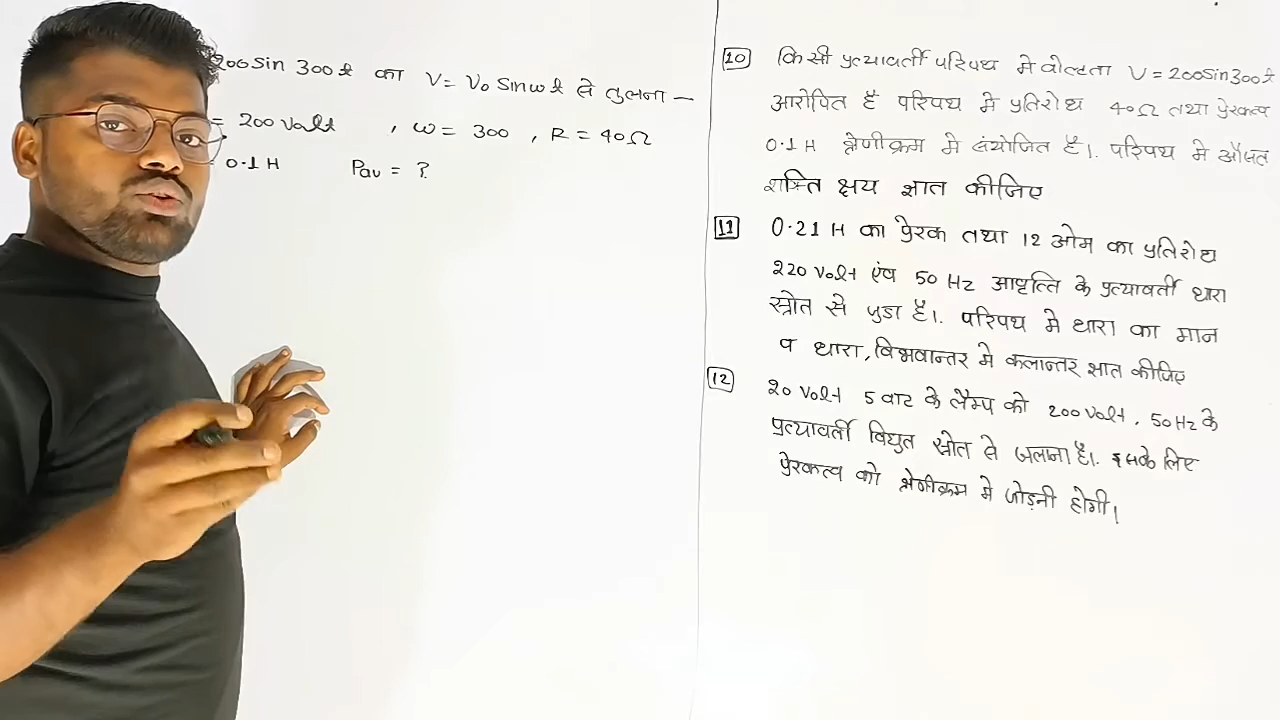 200 sin 300 t का V = V₀ sin ωt से तुलना —
= 200 Volt , ω = 300 , R = 40Ω
0.1 H Pav = ?
10 किसी प्रत्यावर्ती परिपथ मे वोल्टता V = 200 sin 300 t
आरोपित है परिपथ मे प्रतिरोध 40Ω तथा प्रेरकत्व
0.1 H श्रेणीक्रम मे संयोजित है।. परिपथ मे औसत
शक्ति क्षय ज्ञात कीजिए
11 0.21 H का प्रेरक तथा 12 ओम का प्रतिरोध
220 Volt एंव 50 Hz आवृत्ति के प्रत्यावर्ती धारा
स्रोत से जुडा है।. परिपथ मे धारा का मान
व धारा, विभवान्तर मे कलान्तर ज्ञात कीजिए
12 20 Volt 5 वाट के लैम्प को 200 Volt, 50 Hz के
प्रत्यावर्ती विद्युत स्रोत से जलाना है।. इसके लिए
प्रेरकत्व को श्रेणीक्रम मे जोड़नी होगी।